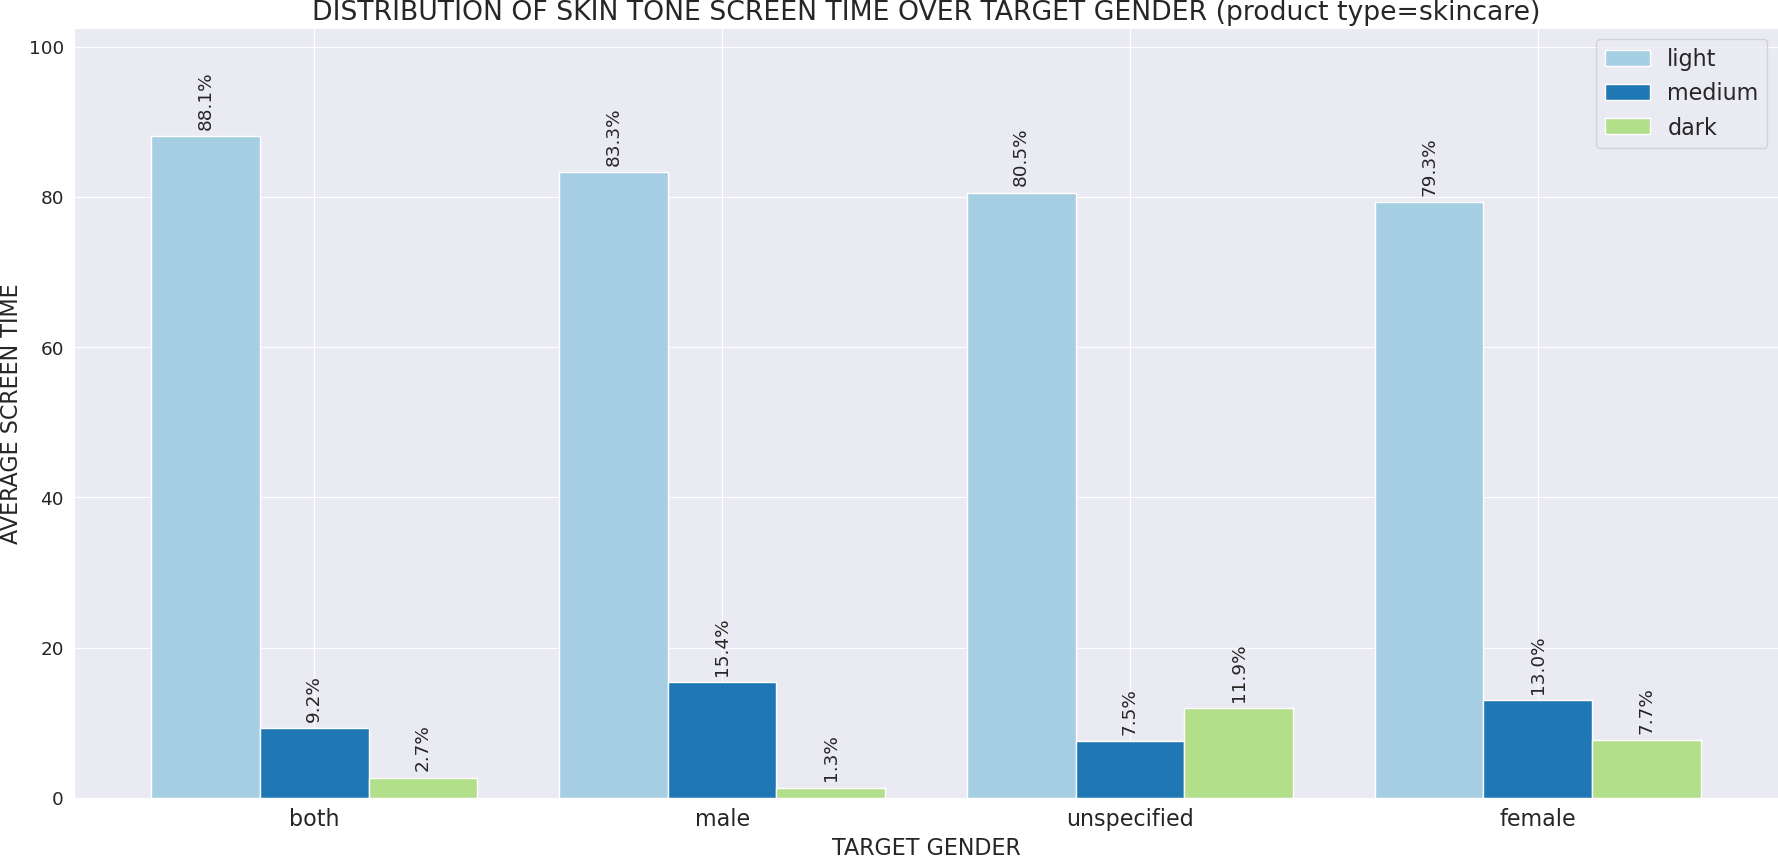 DISTRIBUTION OF SKIN TONE SCREEN TIME OVER TARGET GENDER (product type=skincare)
light
medium
dark
AVERAGE SCREEN TIME
100
80
60
40
20
0
88.1%
9.2%
2.7%
83.3%
15.4%
1.3%
80.5%
7.5%
11.9%
79.3%
13.0%
7.7%
both
male
unspecified
female
TARGET GENDER